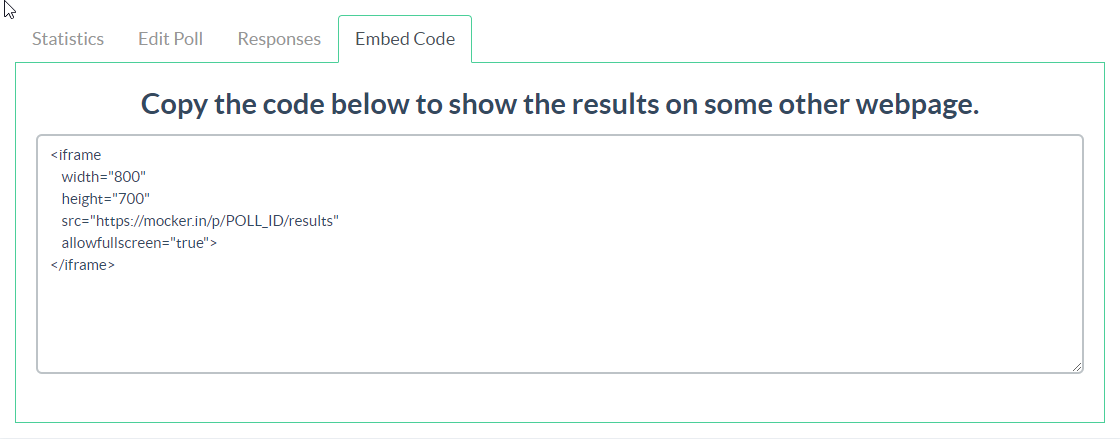 Statistics Edit Poll Responses Embed Code
Copy the code below to show the results on some other webpage.
<iframe
width="800"
height="700"
src="https://mocker.in/p/POLL_ID/results"
allowfullscreen="true">
</iframe>